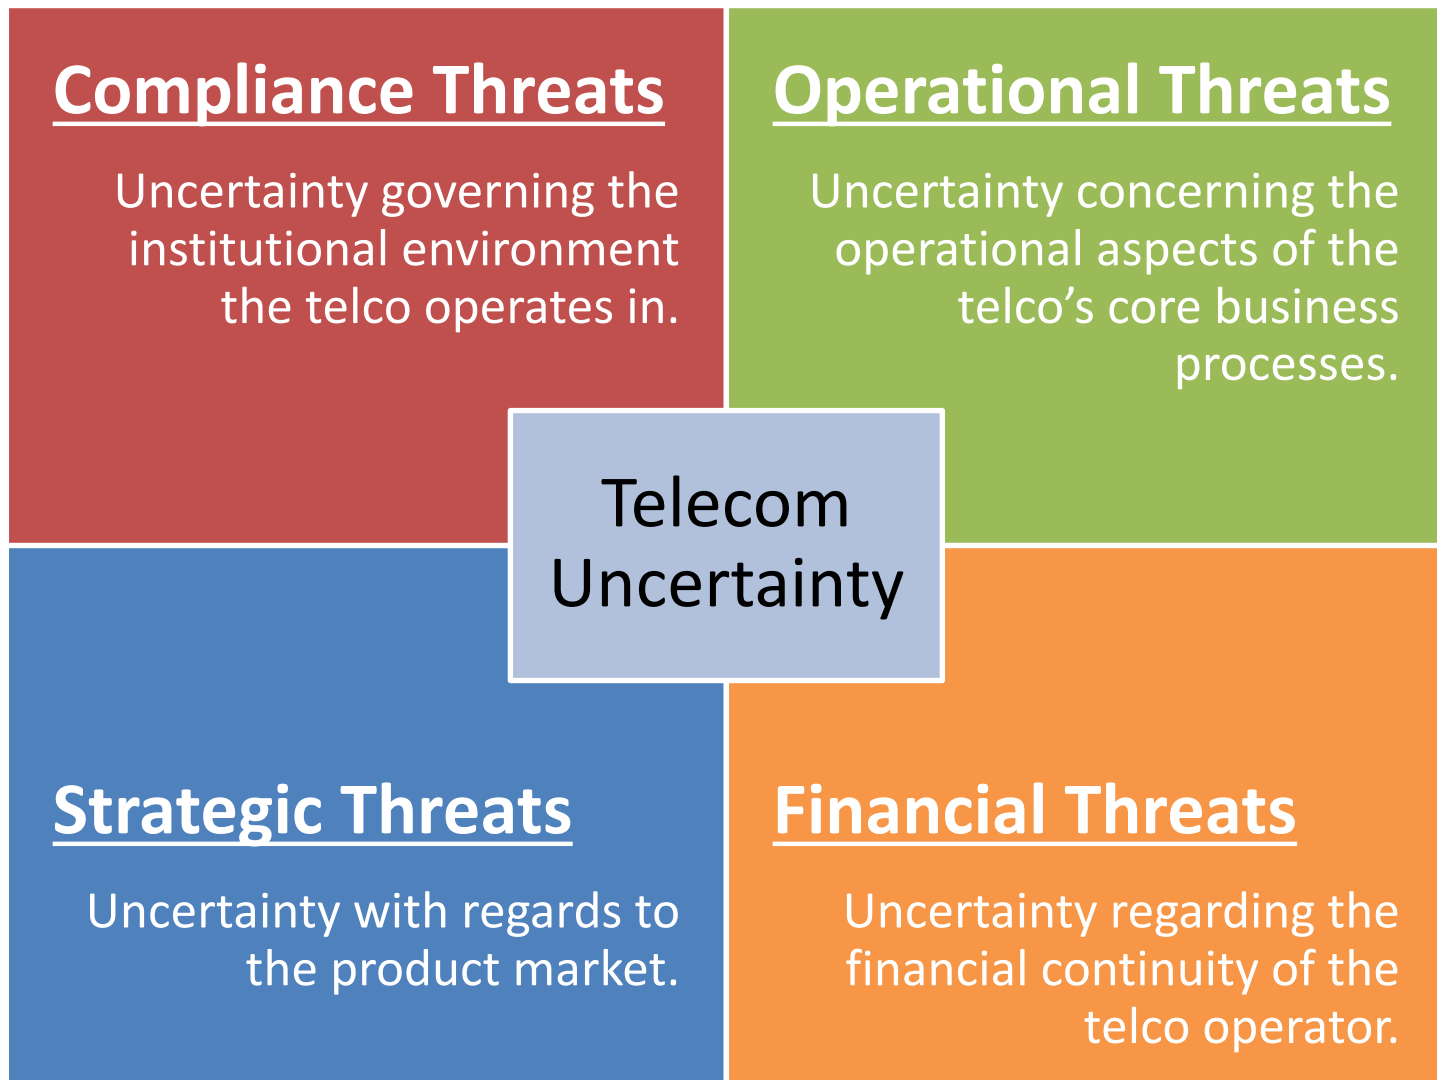 Compliance Threats
Uncertainty governing the
institutional environment
the telco operates in.
Operational Threats
Uncertainty concerning the
operational aspects of the
telco’s core business
processes.
Telecom
Uncertainty
Strategic Threats
Uncertainty with regards to
the product market.
Financial Threats
Uncertainty regarding the
financial continuity of the
telco operator.